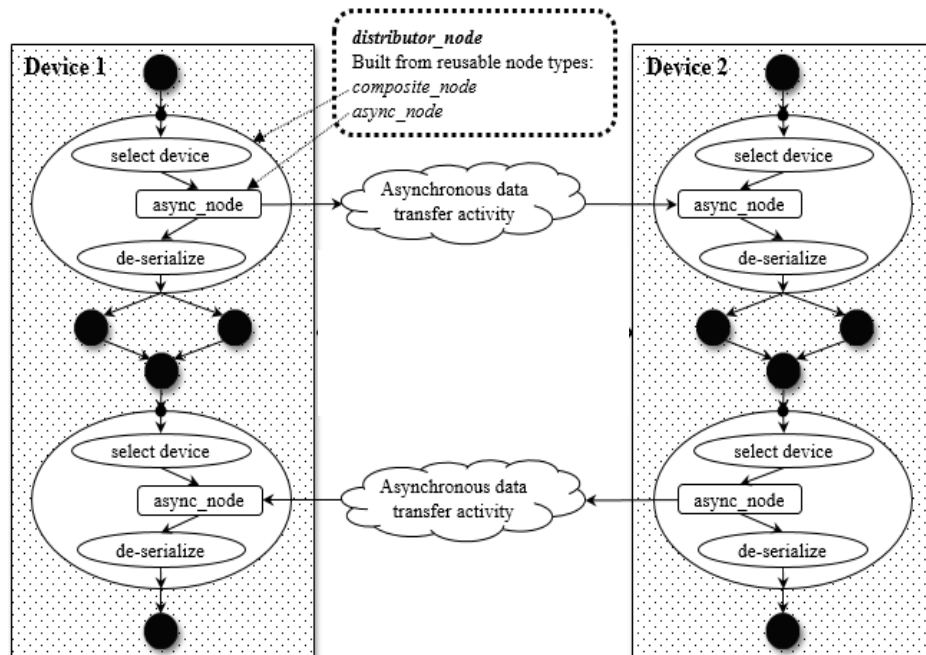 distributor_node
Built from reusable node types:
composite_node
async_node
Device 1
select device
async_node
de-serialize
select device
async_node
de-serialize
Asynchronous data
transfer activity
Asynchronous data
transfer activity
Device 2
select device
async_node
de-serialize
select device
async_node
de-serialize